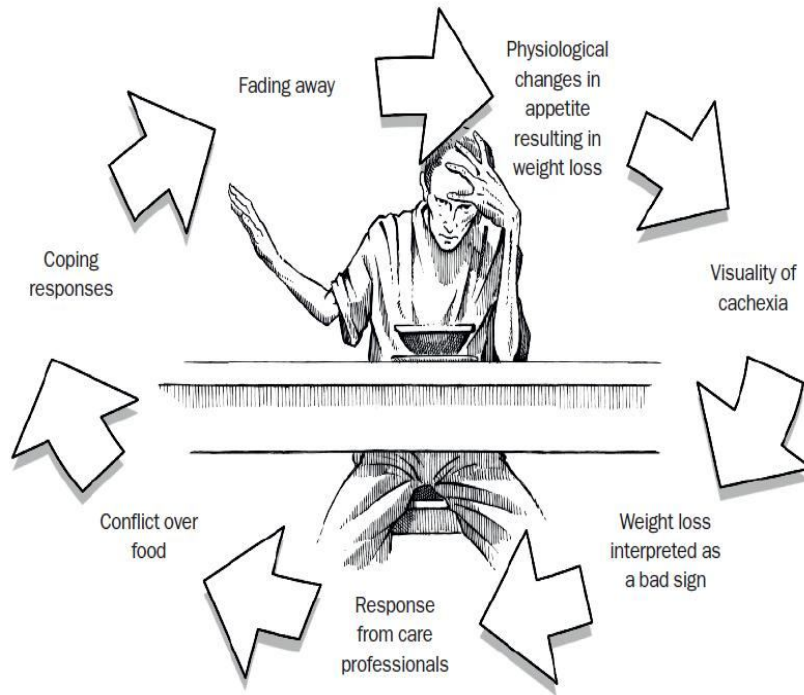 Fading away
Physiological
changes in
appetite
resulting in
weight loss
Visuality of
cachexia
Weight loss
interpreted as
a bad sign
Response
from care
professionals
Conflict over
food
Coping
responses